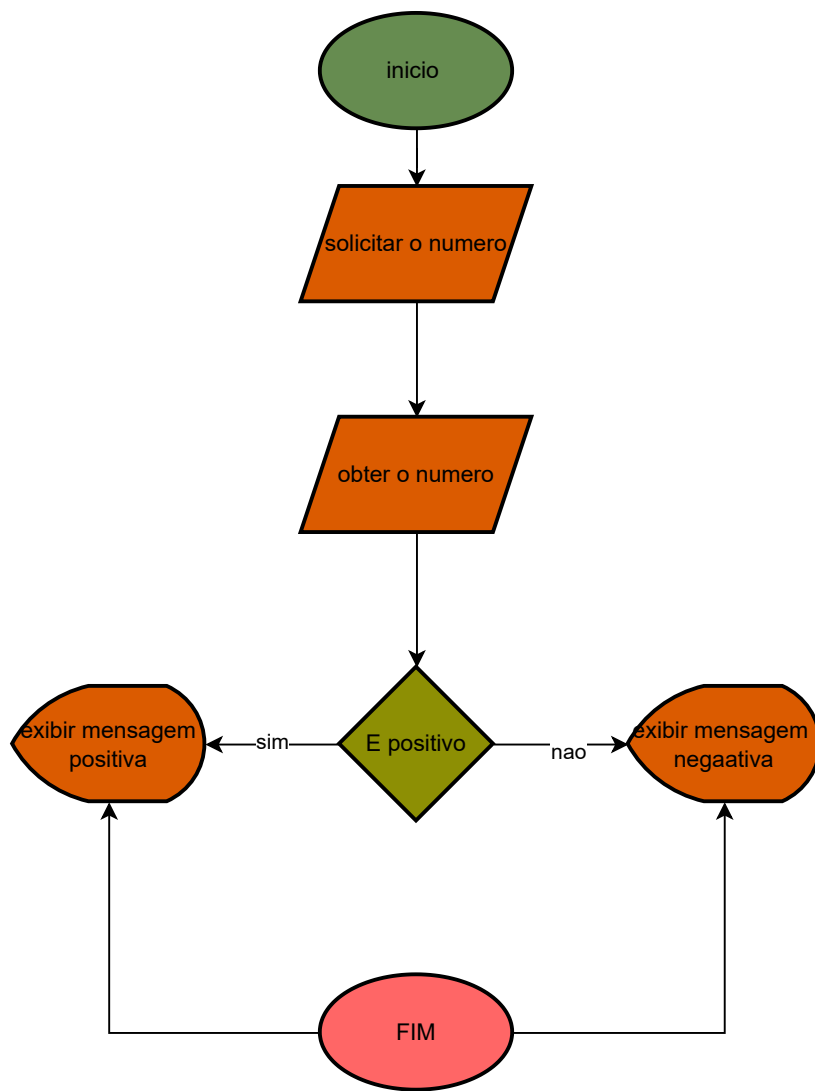 inicio
solicitar o numero
obter o numero
exibir mensagem
positiva
sim
E positivo
nao
exibir mensagem
negaativa
FIM